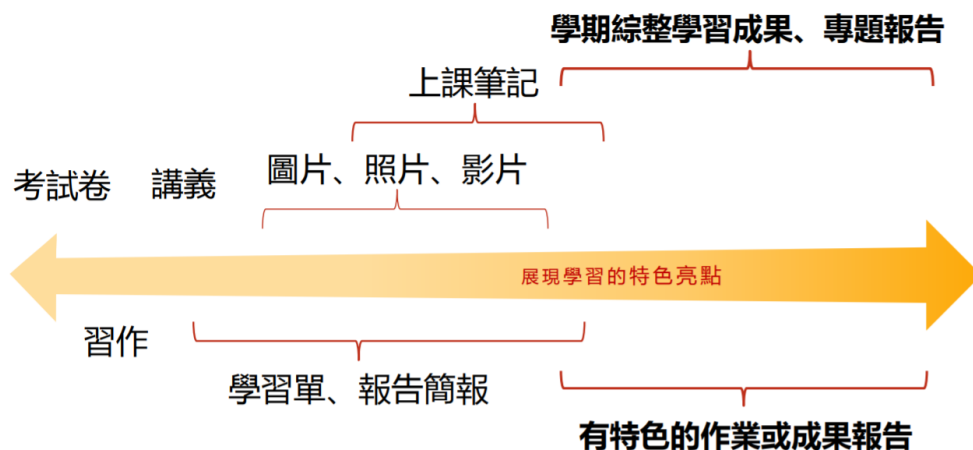 學期綜整學習成果、專題報告
上課筆記
圖片、照片、影片
考試卷 講義
展現學習的特色亮點
習作
學習單、報告簡報
有特色的作業或成果報告